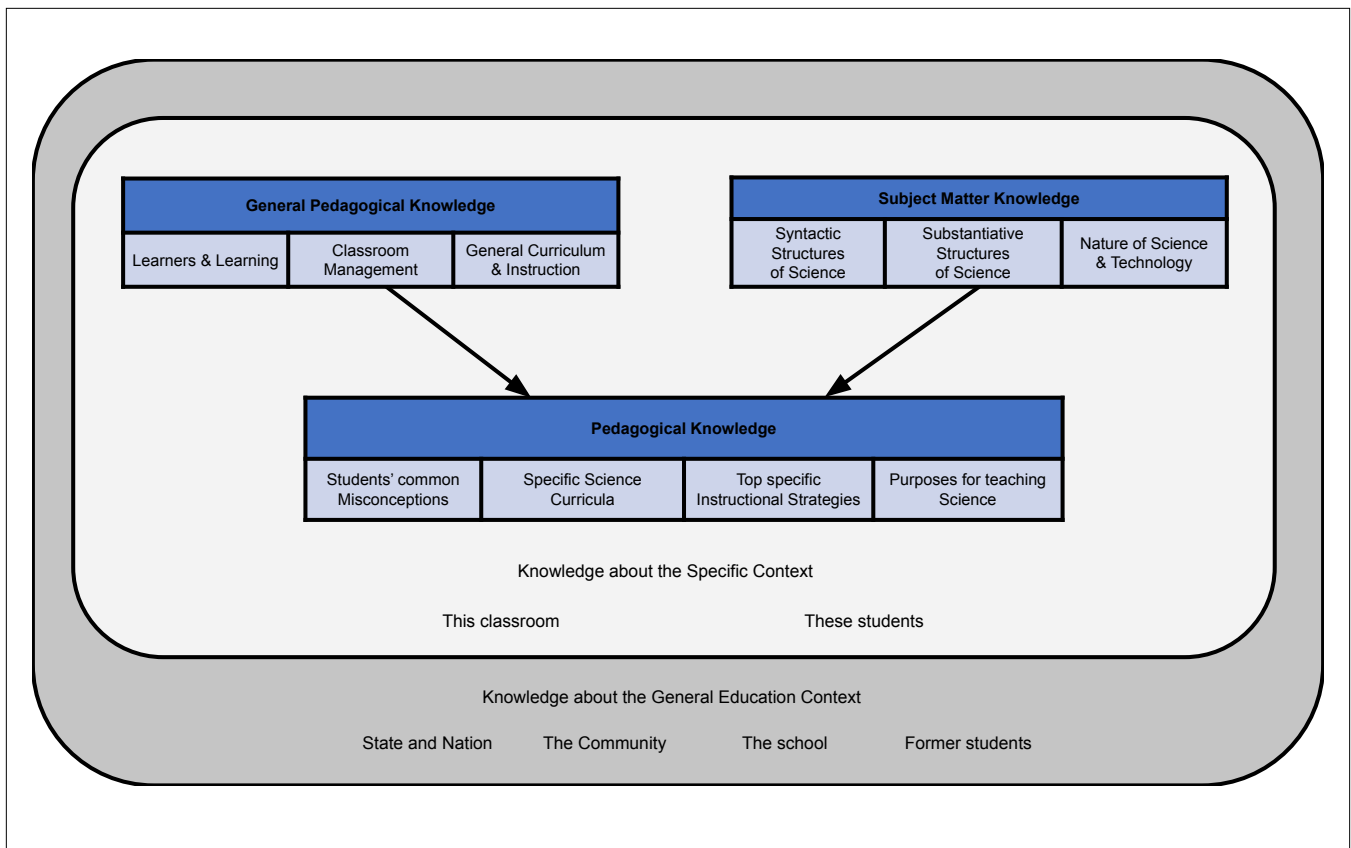 General Pedagogical Knowledge
Learners & Learning
Classroom
Management
General Curriculum
& Instruction
Subject Matter Knowledge
Syntactic
Structures
of Science
Substantiative
Structures
of Science
Nature of Science
& Technology
Pedagogical Knowledge
Students’ common
Misconceptions
Specific Science
Curricula
Top specific
Instructional Strategies
Purposes for teaching
Science
Knowledge about the Specific Context
This classroom
These students
Knowledge about the General Education Context
State and Nation
The Community
The school
Former students